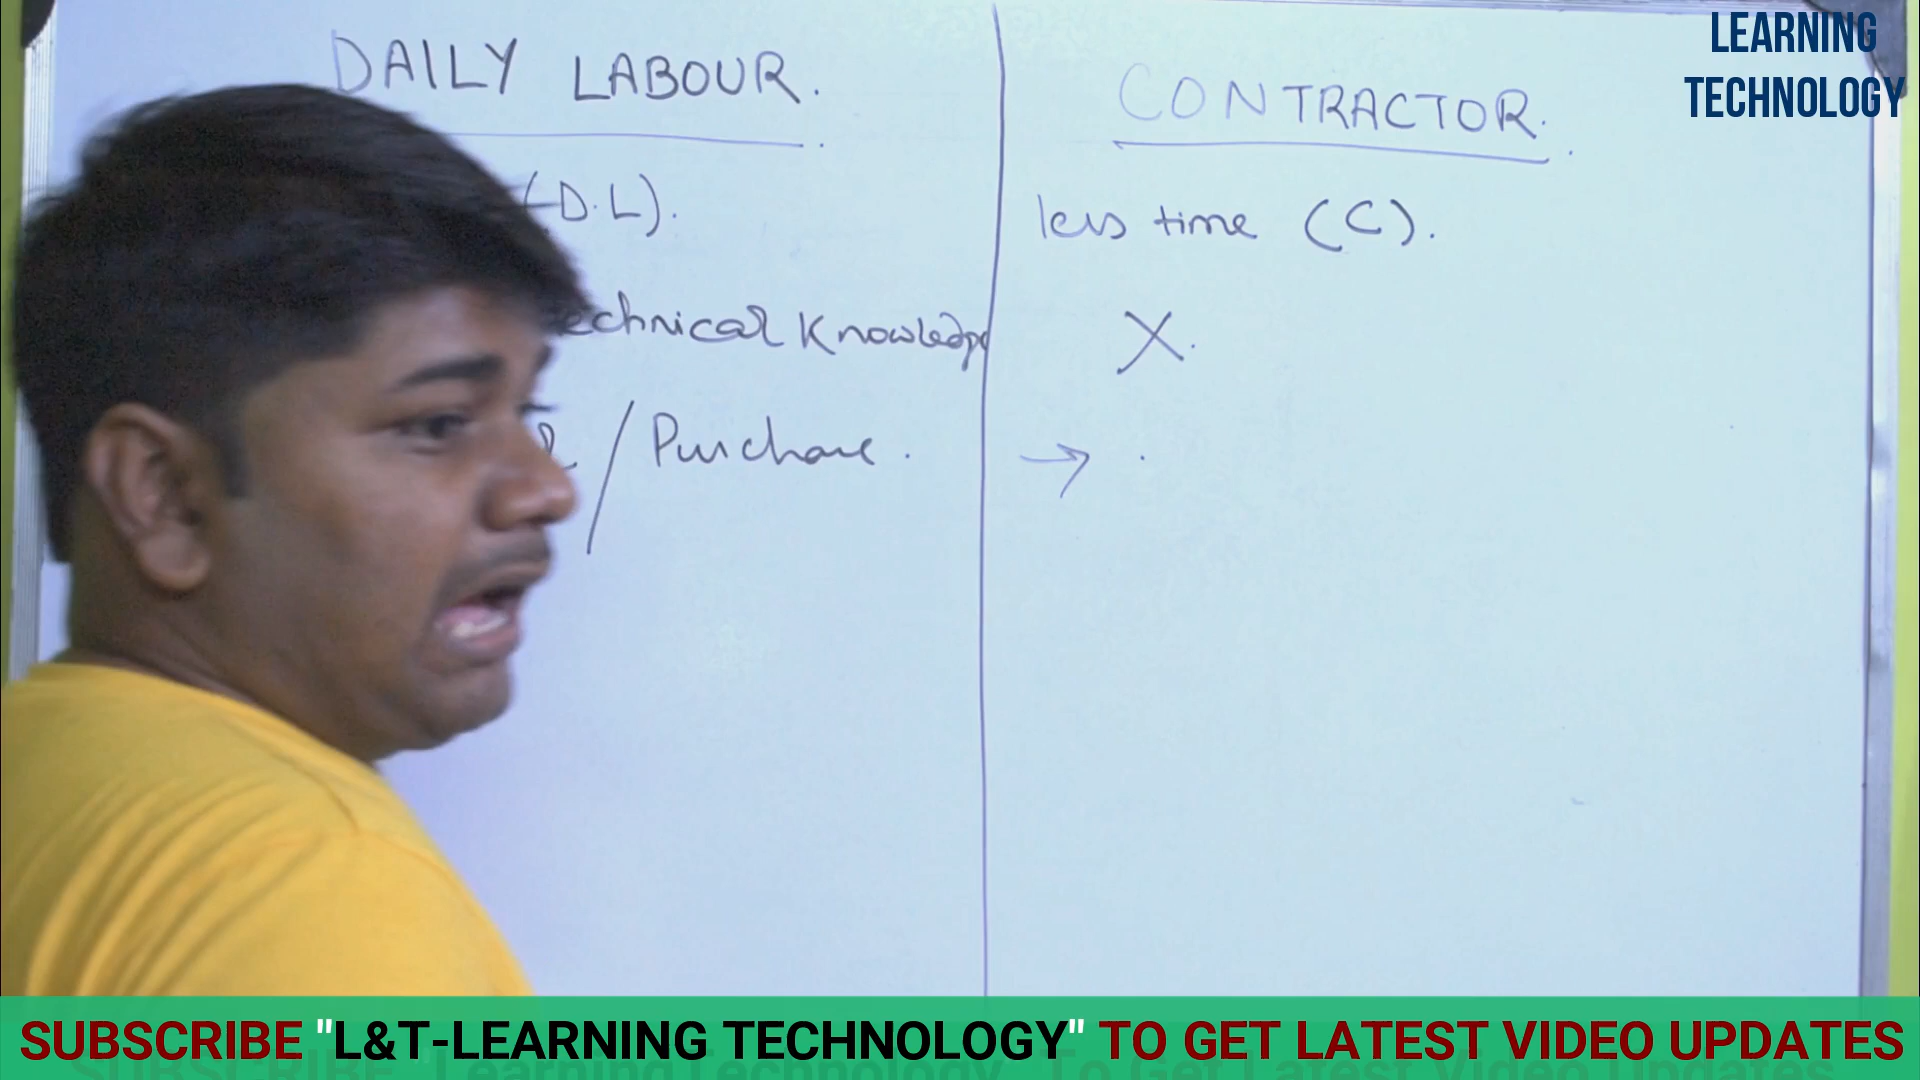 LEARNING
TECHNOLOGY
DAILY LABOUR.
CONTRACTOR.
(D.L).
less time (C).
echnical Knowledge
X.
/ Purchase.
→ .
SUBSCRIBE "L&T-LEARNING TECHNOLOGY" TO GET LATEST VIDEO UPDATES